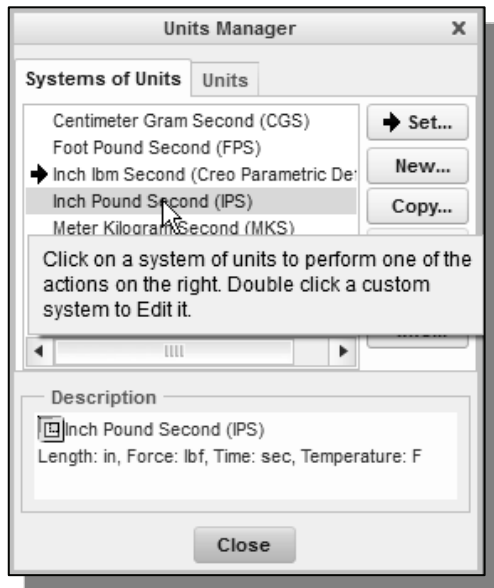 Units Manager
Systems of Units Units
Centimeter Gram Second (CGS)
Foot Pound Second (FPS)
Inch lbm Second (Creo Parametric De
Inch Pound Second (IPS)
Meter Kilogram Second (MKS)
Set...
New...
Copy...
Click on a system of units to perform one of the
actions on the right. Double click a custom
system to Edit it.
Description
Inch Pound Second (IPS)
Length: in, Force: lbf, Time: sec, Temperature: F
Close